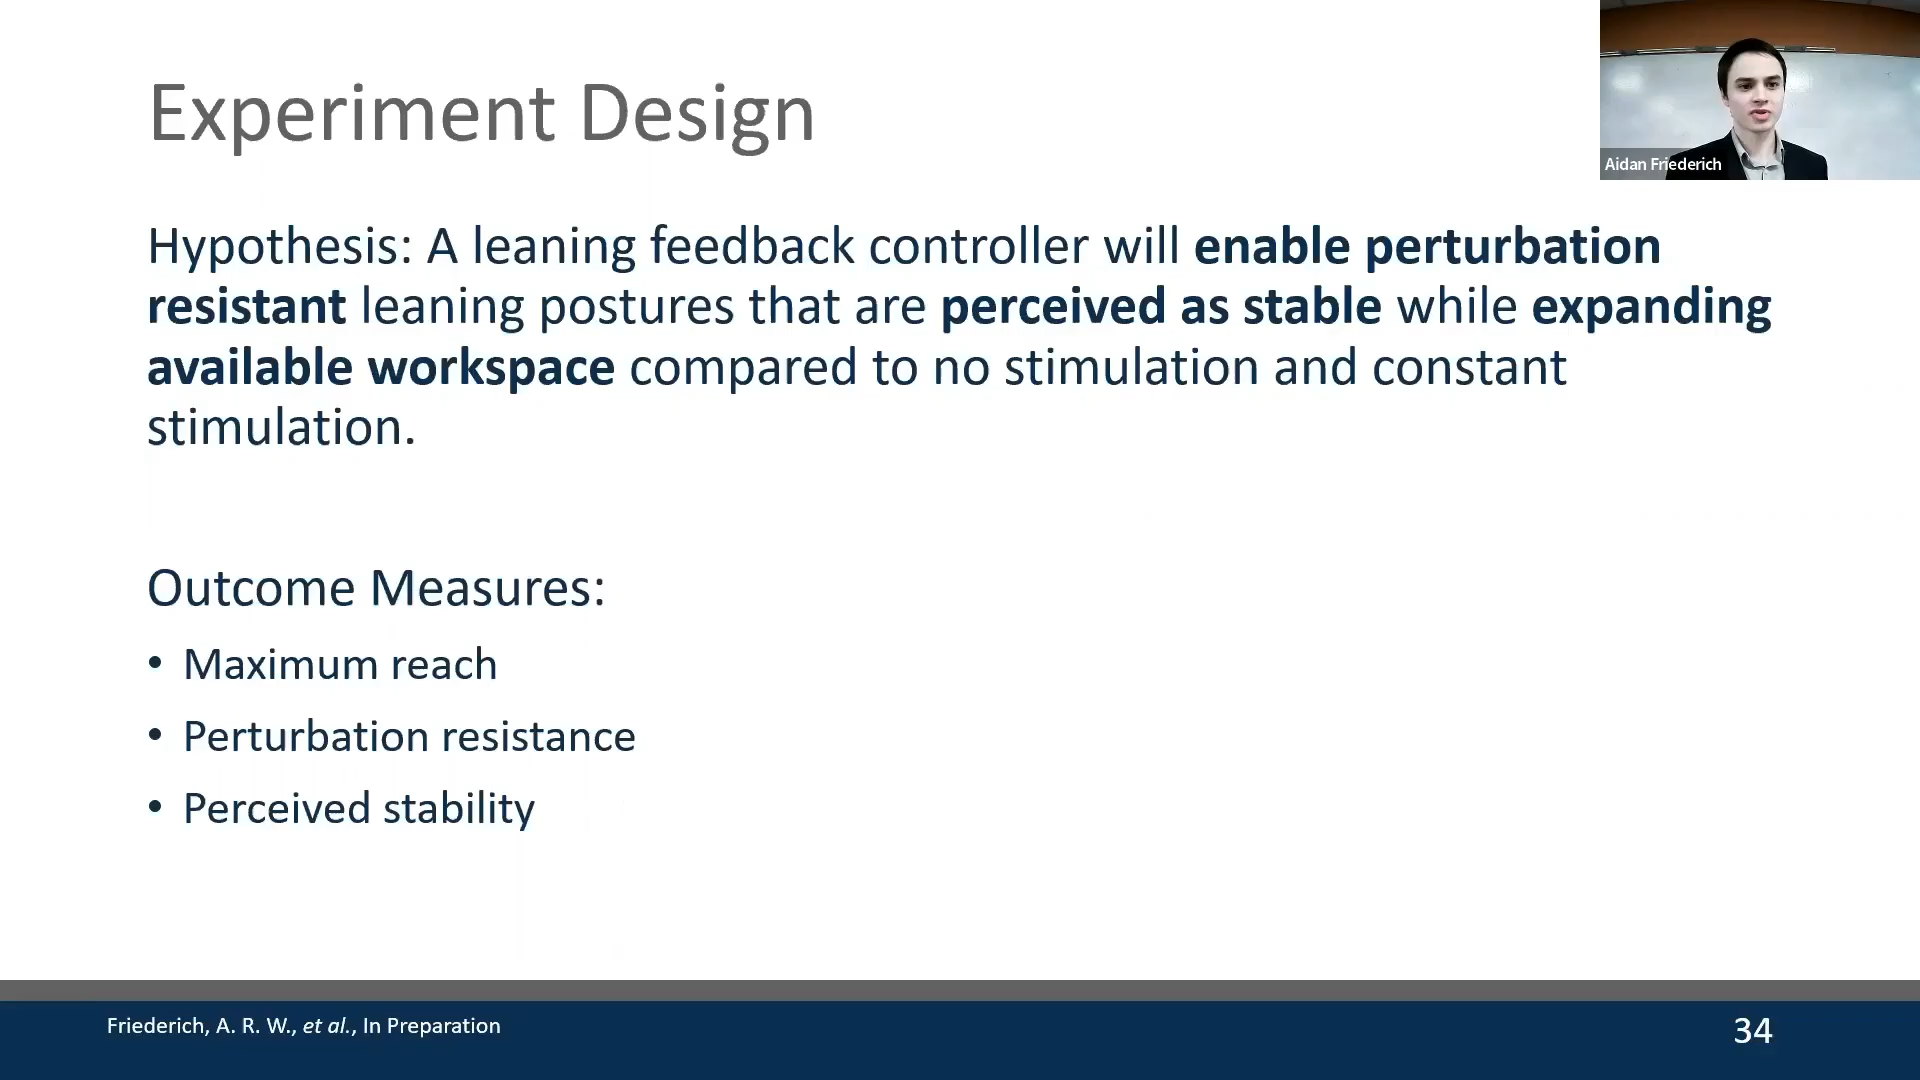 Experiment Design
Aidan Friederich
Hypothesis: A leaning feedback controller will enable perturbation
resistant leaning postures that are perceived as stable while expanding
available workspace compared to no stimulation and constant
stimulation.
Outcome Measures:
• Maximum reach
• Perturbation resistance
• Perceived stability
Friederich, A. R. W., et al., In Preparation
34